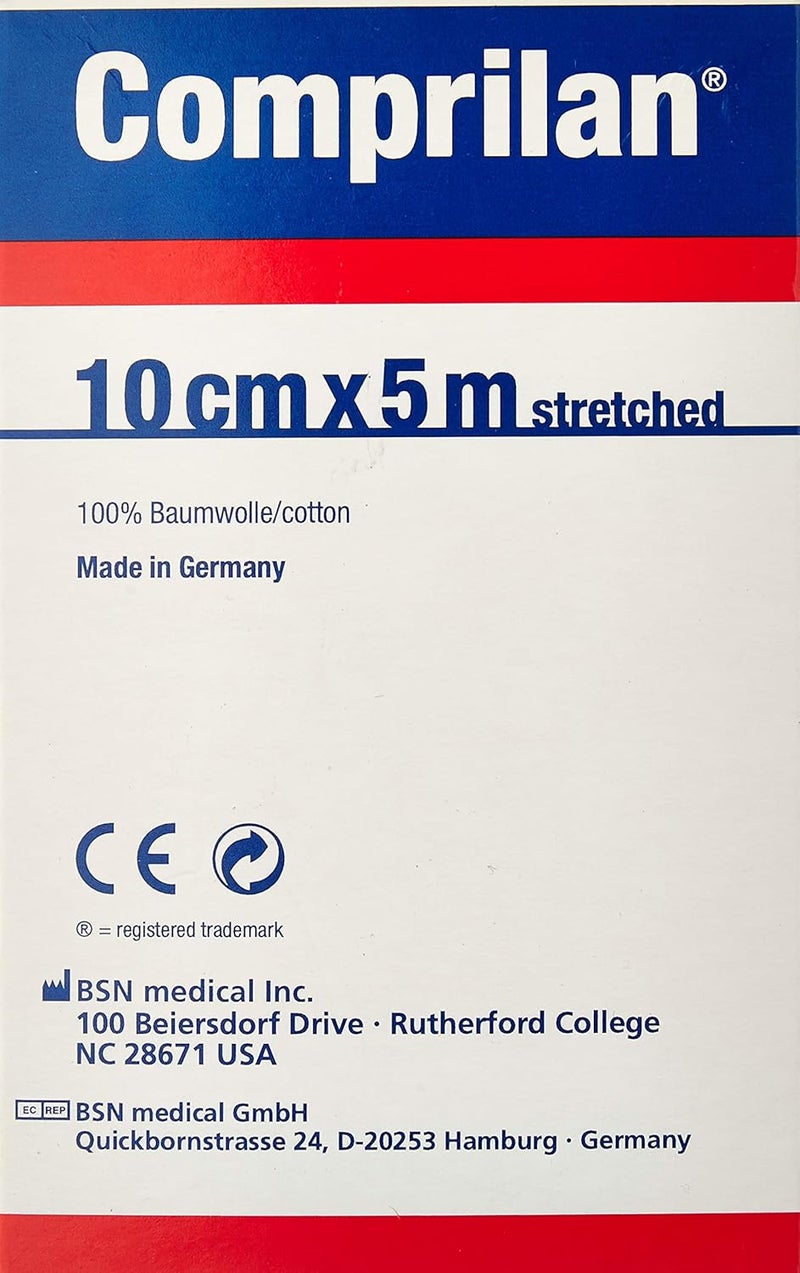 Comprilan®
10 cm x 5 m stretched
100% Baumwolle/cotton
Made in Germany
CE
® = registered trademark
BSN medical Inc.
100 Beiersdorf Drive · Rutherford College
NC 28671 USA
EC REP BSN medical GmbH
Quickbornstrasse 24, D-20253 Hamburg · Germany